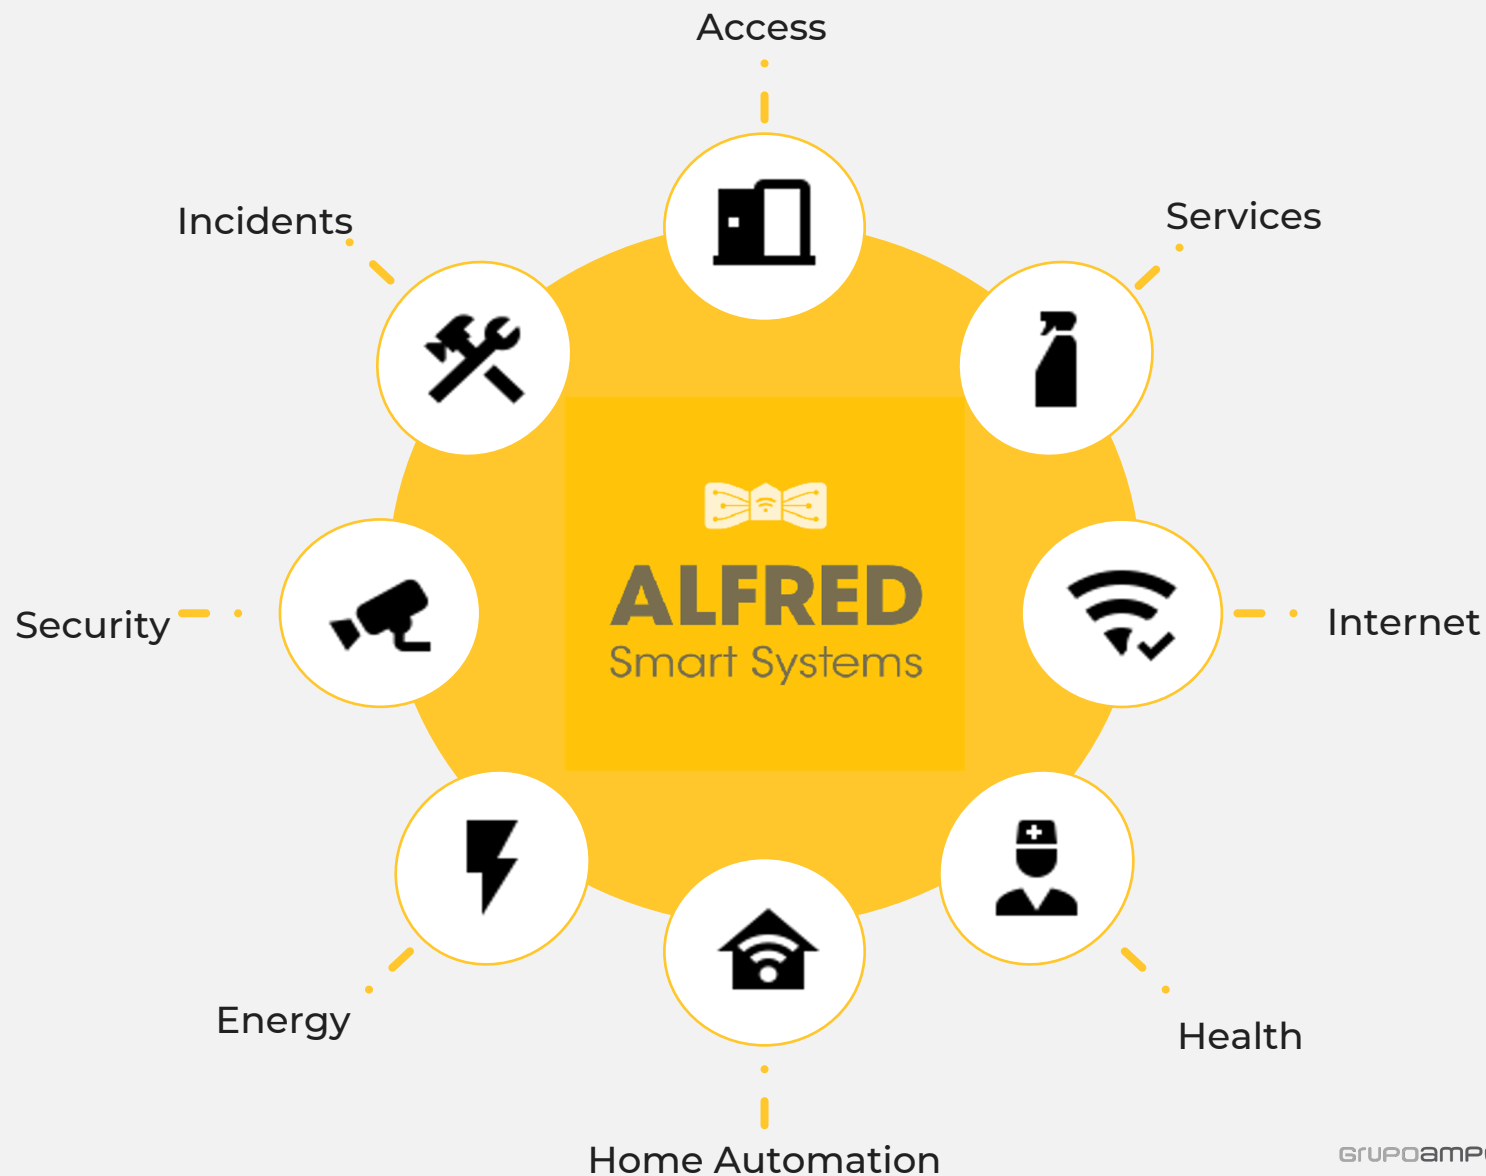 Access
Incidents
Services
ALFRED
Smart Systems
Security
Internet
Energy
Health
Home Automation